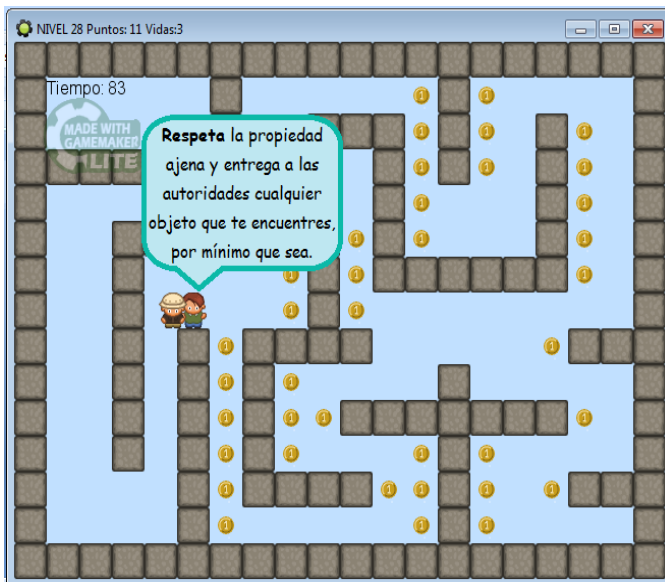 NIVEL 28 Puntos: 11 Vidas:3
Tiempo: 83
MADE WITH
GAMEMAKER
LITE
Respeta la propiedad
ajena y entrega a las
autoridades cualquier
objeto que te encuentres,
por mínimo que sea.